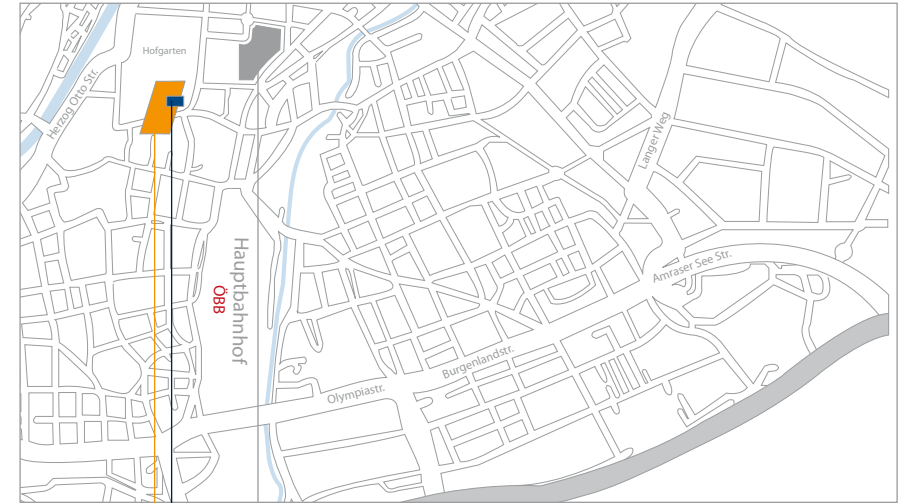 Hofgarten
Herzog Otto Str.
Langer Weg
Amraser See Str.
Hauptbahnhof
ÖBB
Burgenlandstr.
Olympiastr.